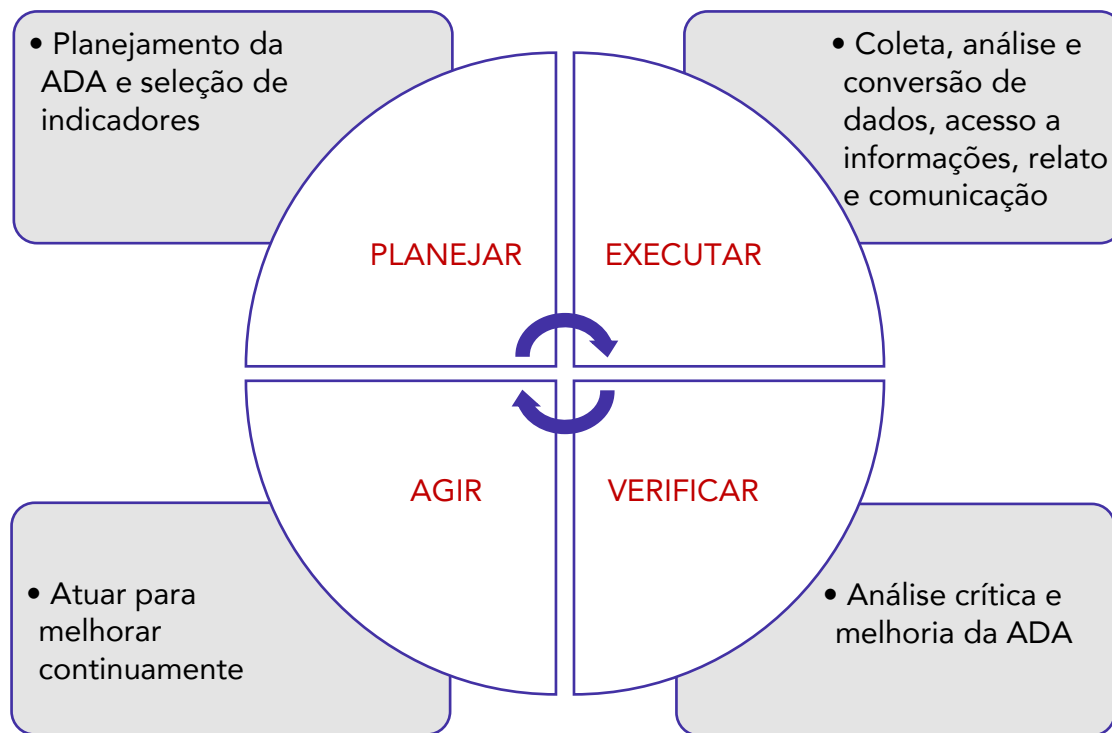 • Planejamento da
ADA e seleção de
indicadores
• Coleta, análise e
conversão de
dados, acesso a
informações, relato
e comunicação
PLANEJAR
EXECUTAR
AGIR
VERIFICAR
• Atuar para
melhorar
continuamente
• Análise crítica e
melhoria da ADA